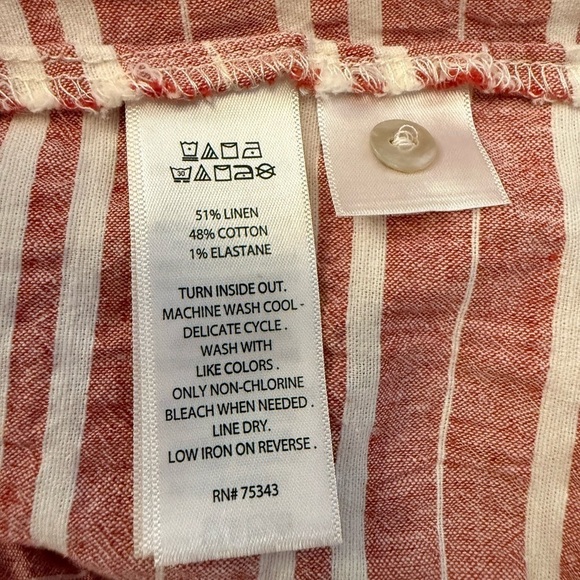 30
51% LINEN
48% COTTON
1% ELASTANE
TURN INSIDE OUT.
MACHINE WASH COOL -
DELICATE CYCLE .
WASH WITH
LIKE COLORS .
ONLY NON-CHLORINE
BLEACH WHEN NEEDED .
LINE DRY.
LOW IRON ON REVERSE .
RN# 75343